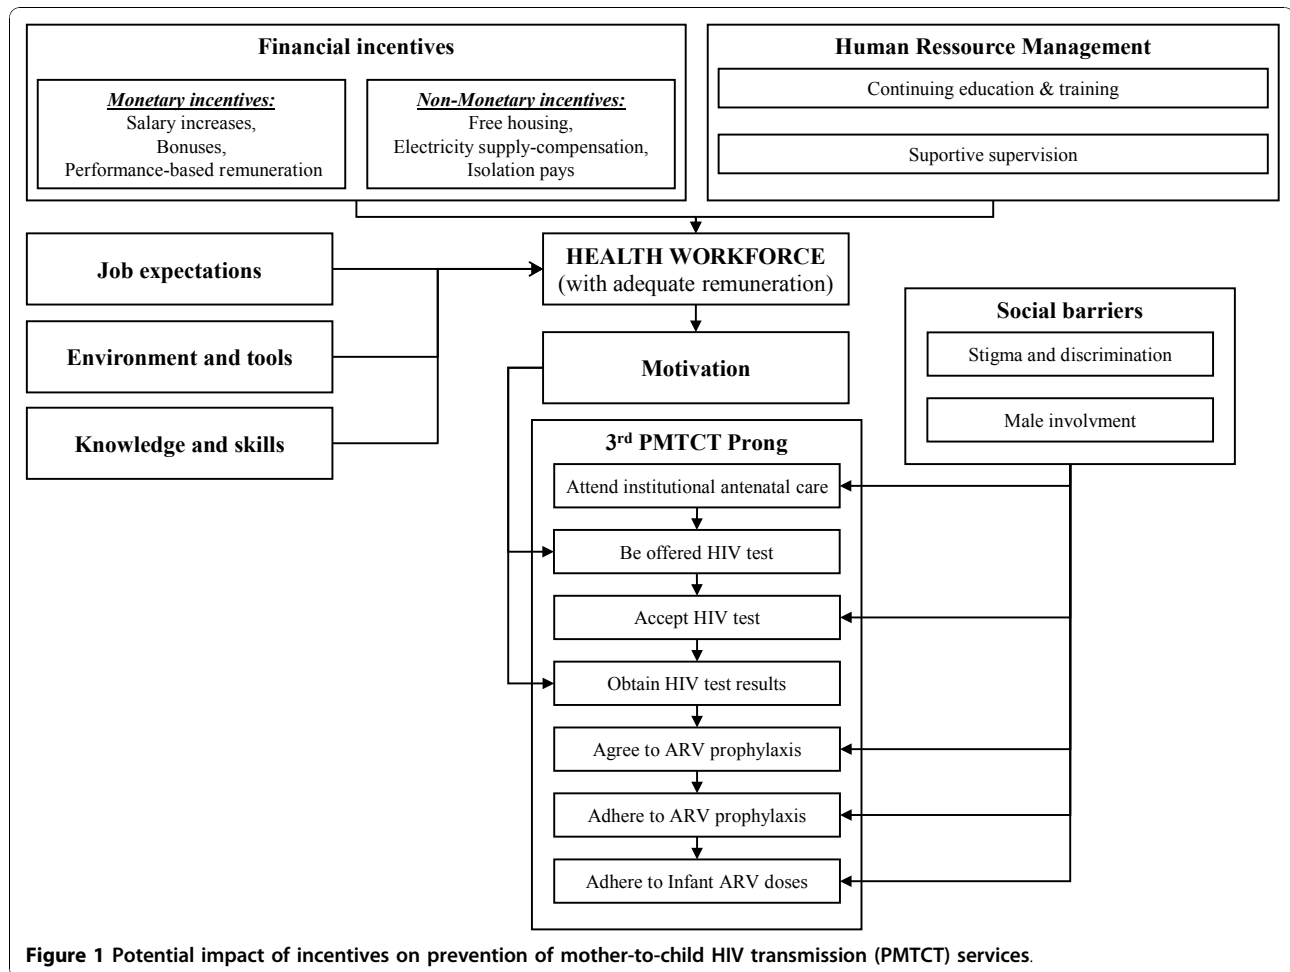 Financial incentives
Monetary incentives:
Salary increases,
Bonuses,
Performance-based remuneration
Non-Monetary incentives:
Free housing,
Electricity supply-compensation,
Isolation pays
Human Ressource Management
Continuing education & training
Suportive supervision
Job expectations
Environment and tools
Knowledge and skills
HEALTH WORKFORCE
(with adequate remuneration)
Motivation
Social barriers
Stigma and discrimination
Male involvment
3rd PMTCT Prong
Attend institutional antenatal care
Be offered HIV test
Accept HIV test
Obtain HIV test results
Agree to ARV prophylaxis
Adhere to ARV prophylaxis
Adhere to Infant ARV doses
Figure 1 Potential impact of incentives on prevention of mother-to-child HIV transmission (PMTCT) services.